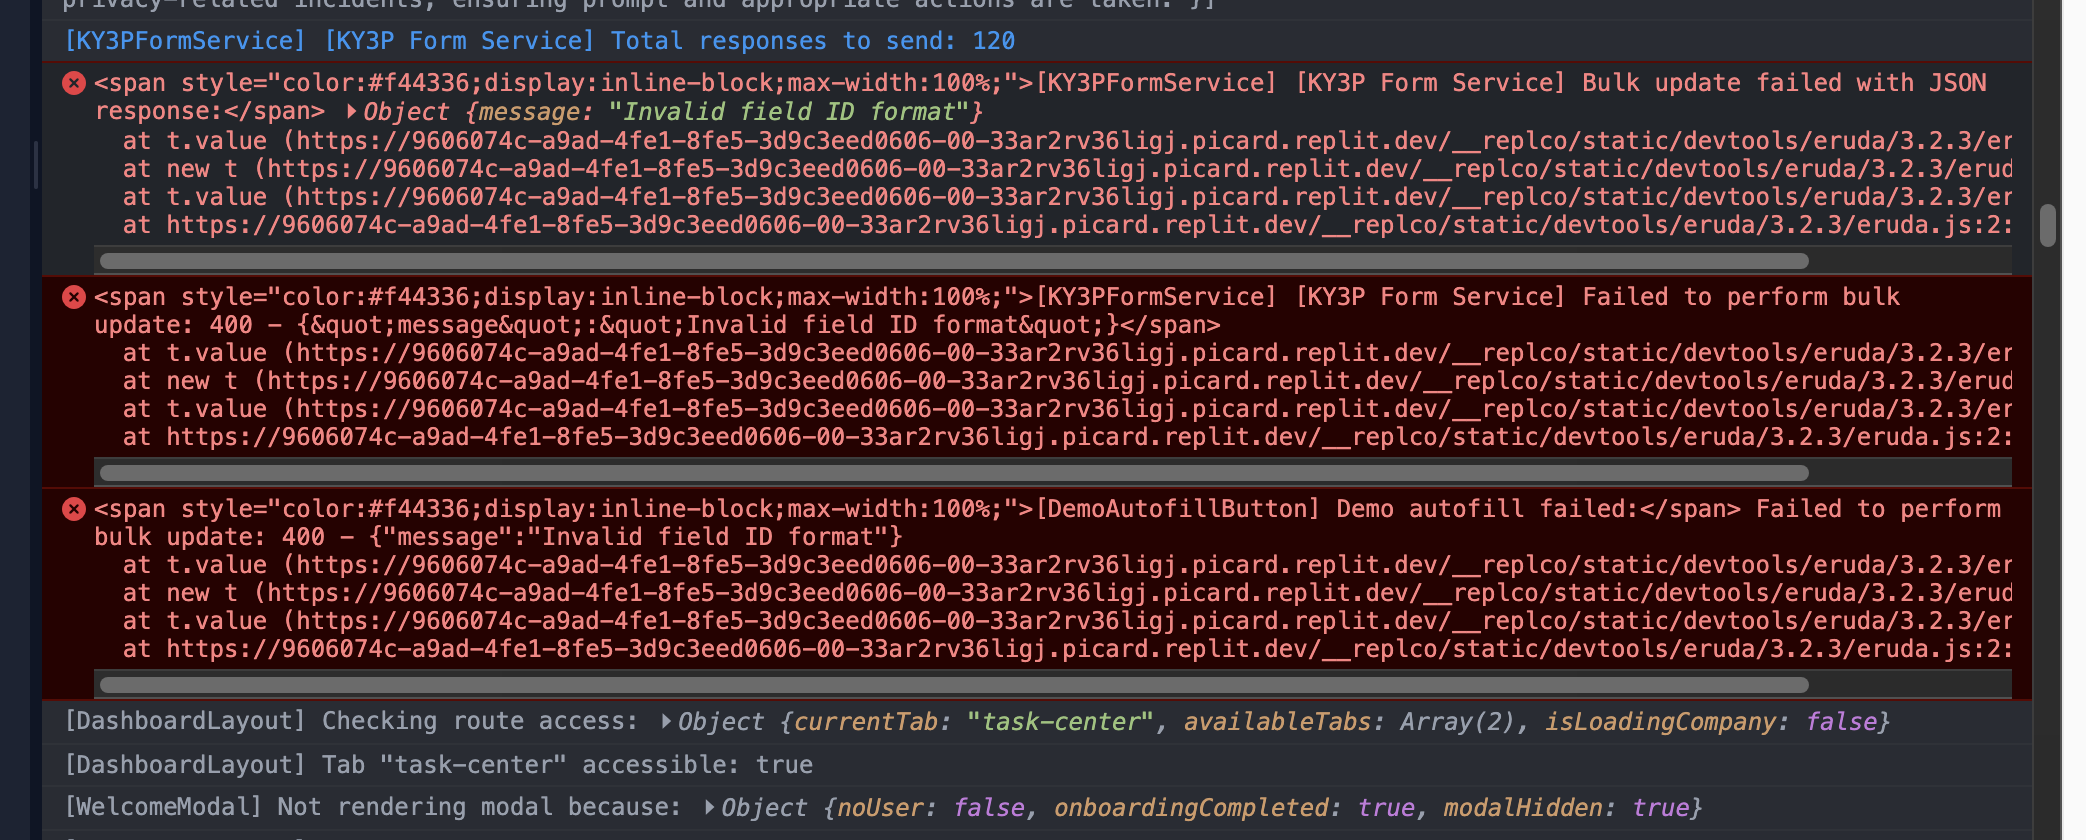 privacy-related incidents, ensuring prompt and appropriate actions are taken." }]
[KY3PFormService] [KY3P Form Service] Total responses to send: 120
<span style="color:#f44336;display:inline-block;max-width:100%;">[KY3PFormService] [KY3P Form Service] Bulk update failed with JSON
response:</span> ▶Object {message: "Invalid field ID format"}
at t.value (https://9606074c-a9ad-4fe1-8fe5-3d9c3eed0606-00-33ar2rv36ligj.picard.replit.dev/__replco/static/devtools/eruda/3.2.3/er
at new t (https://9606074c-a9ad-4fe1-8fe5-3d9c3eed0606-00-33ar2rv36ligj.picard.replit.dev/__replco/static/devtools/eruda/3.2.3/erud
at t.value (https://9606074c-a9ad-4fe1-8fe5-3d9c3eed0606-00-33ar2rv36ligj.picard.replit.dev/__replco/static/devtools/eruda/3.2.3/er
at https://9606074c-a9ad-4fe1-8fe5-3d9c3eed0606-00-33ar2rv36ligj.picard.replit.dev/__replco/static/devtools/eruda/3.2.3/eruda.js:2:
<span style="color:#f44336;display:inline-block;max-width:100%;">[KY3PFormService] [KY3P Form Service] Failed to perform bulk
update: 400 – {&quot;message&quot;:&quot;Invalid field ID format&quot;}</span>
at t.value (https://9606074c-a9ad-4fe1-8fe5-3d9c3eed0606-00-33ar2rv36ligj.picard.replit.dev/__replco/static/devtools/eruda/3.2.3/er
at new t (https://9606074c-a9ad-4fe1-8fe5-3d9c3eed0606-00-33ar2rv36ligj.picard.replit.dev/__replco/static/devtools/eruda/3.2.3/erud
at t.value (https://9606074c-a9ad-4fe1-8fe5-3d9c3eed0606-00-33ar2rv36ligj.picard.replit.dev/__replco/static/devtools/eruda/3.2.3/er
at https://9606074c-a9ad-4fe1-8fe5-3d9c3eed0606-00-33ar2rv36ligj.picard.replit.dev/__replco/static/devtools/eruda/3.2.3/eruda.js:2:
<span style="color:#f44336;display:inline-block;max-width:100%;">[DemoAutofillButton] Demo autofill failed:</span> Failed to perform
bulk update: 400 – {"message":"Invalid field ID format"}
at t.value (https://9606074c-a9ad-4fe1-8fe5-3d9c3eed0606-00-33ar2rv36ligj.picard.replit.dev/__replco/static/devtools/eruda/3.2.3/er
at new t (https://9606074c-a9ad-4fe1-8fe5-3d9c3eed0606-00-33ar2rv36ligj.picard.replit.dev/__replco/static/devtools/eruda/3.2.3/erud
at t.value (https://9606074c-a9ad-4fe1-8fe5-3d9c3eed0606-00-33ar2rv36ligj.picard.replit.dev/__replco/static/devtools/eruda/3.2.3/er
at https://9606074c-a9ad-4fe1-8fe5-3d9c3eed0606-00-33ar2rv36ligj.picard.replit.dev/__replco/static/devtools/eruda/3.2.3/eruda.js:2:
[DashboardLayout] Checking route access: ▶Object {currentTab: "task-center", availableTabs: Array(2), isLoadingCompany: false}
[DashboardLayout] Tab "task-center" accessible: true
[WelcomeModal] Not rendering modal because: ▶Object {noUser: false, onboardingCompleted: true, modalHidden: true}